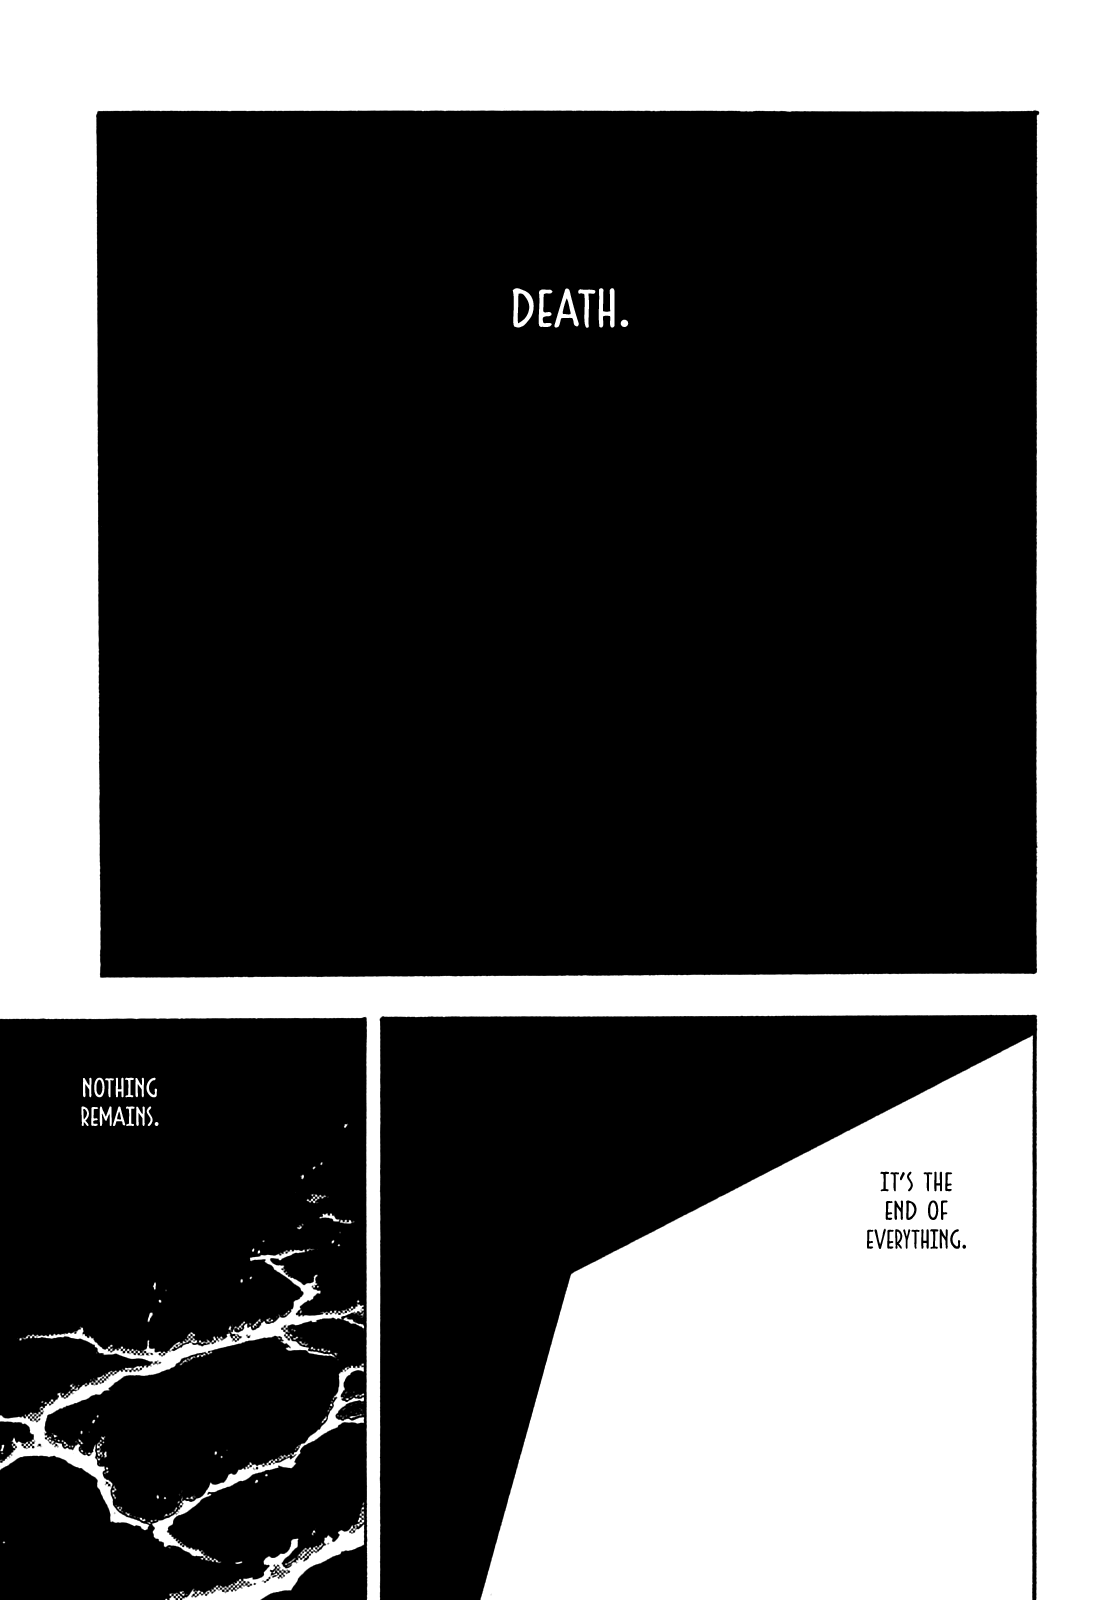 DEATH.
IT'S THE
END OF
EVERYTHING.
NOTHING
REMAINS.